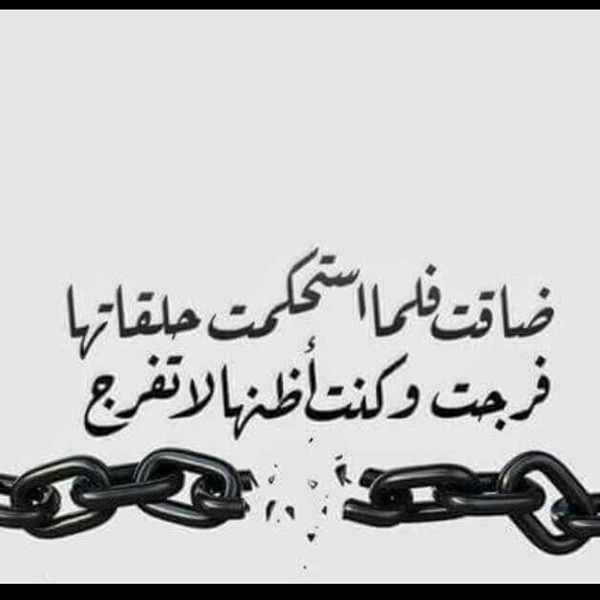 ضاقت فلما استحكمت حلقاتها
فرجت وكنت أظنها لا تفرج